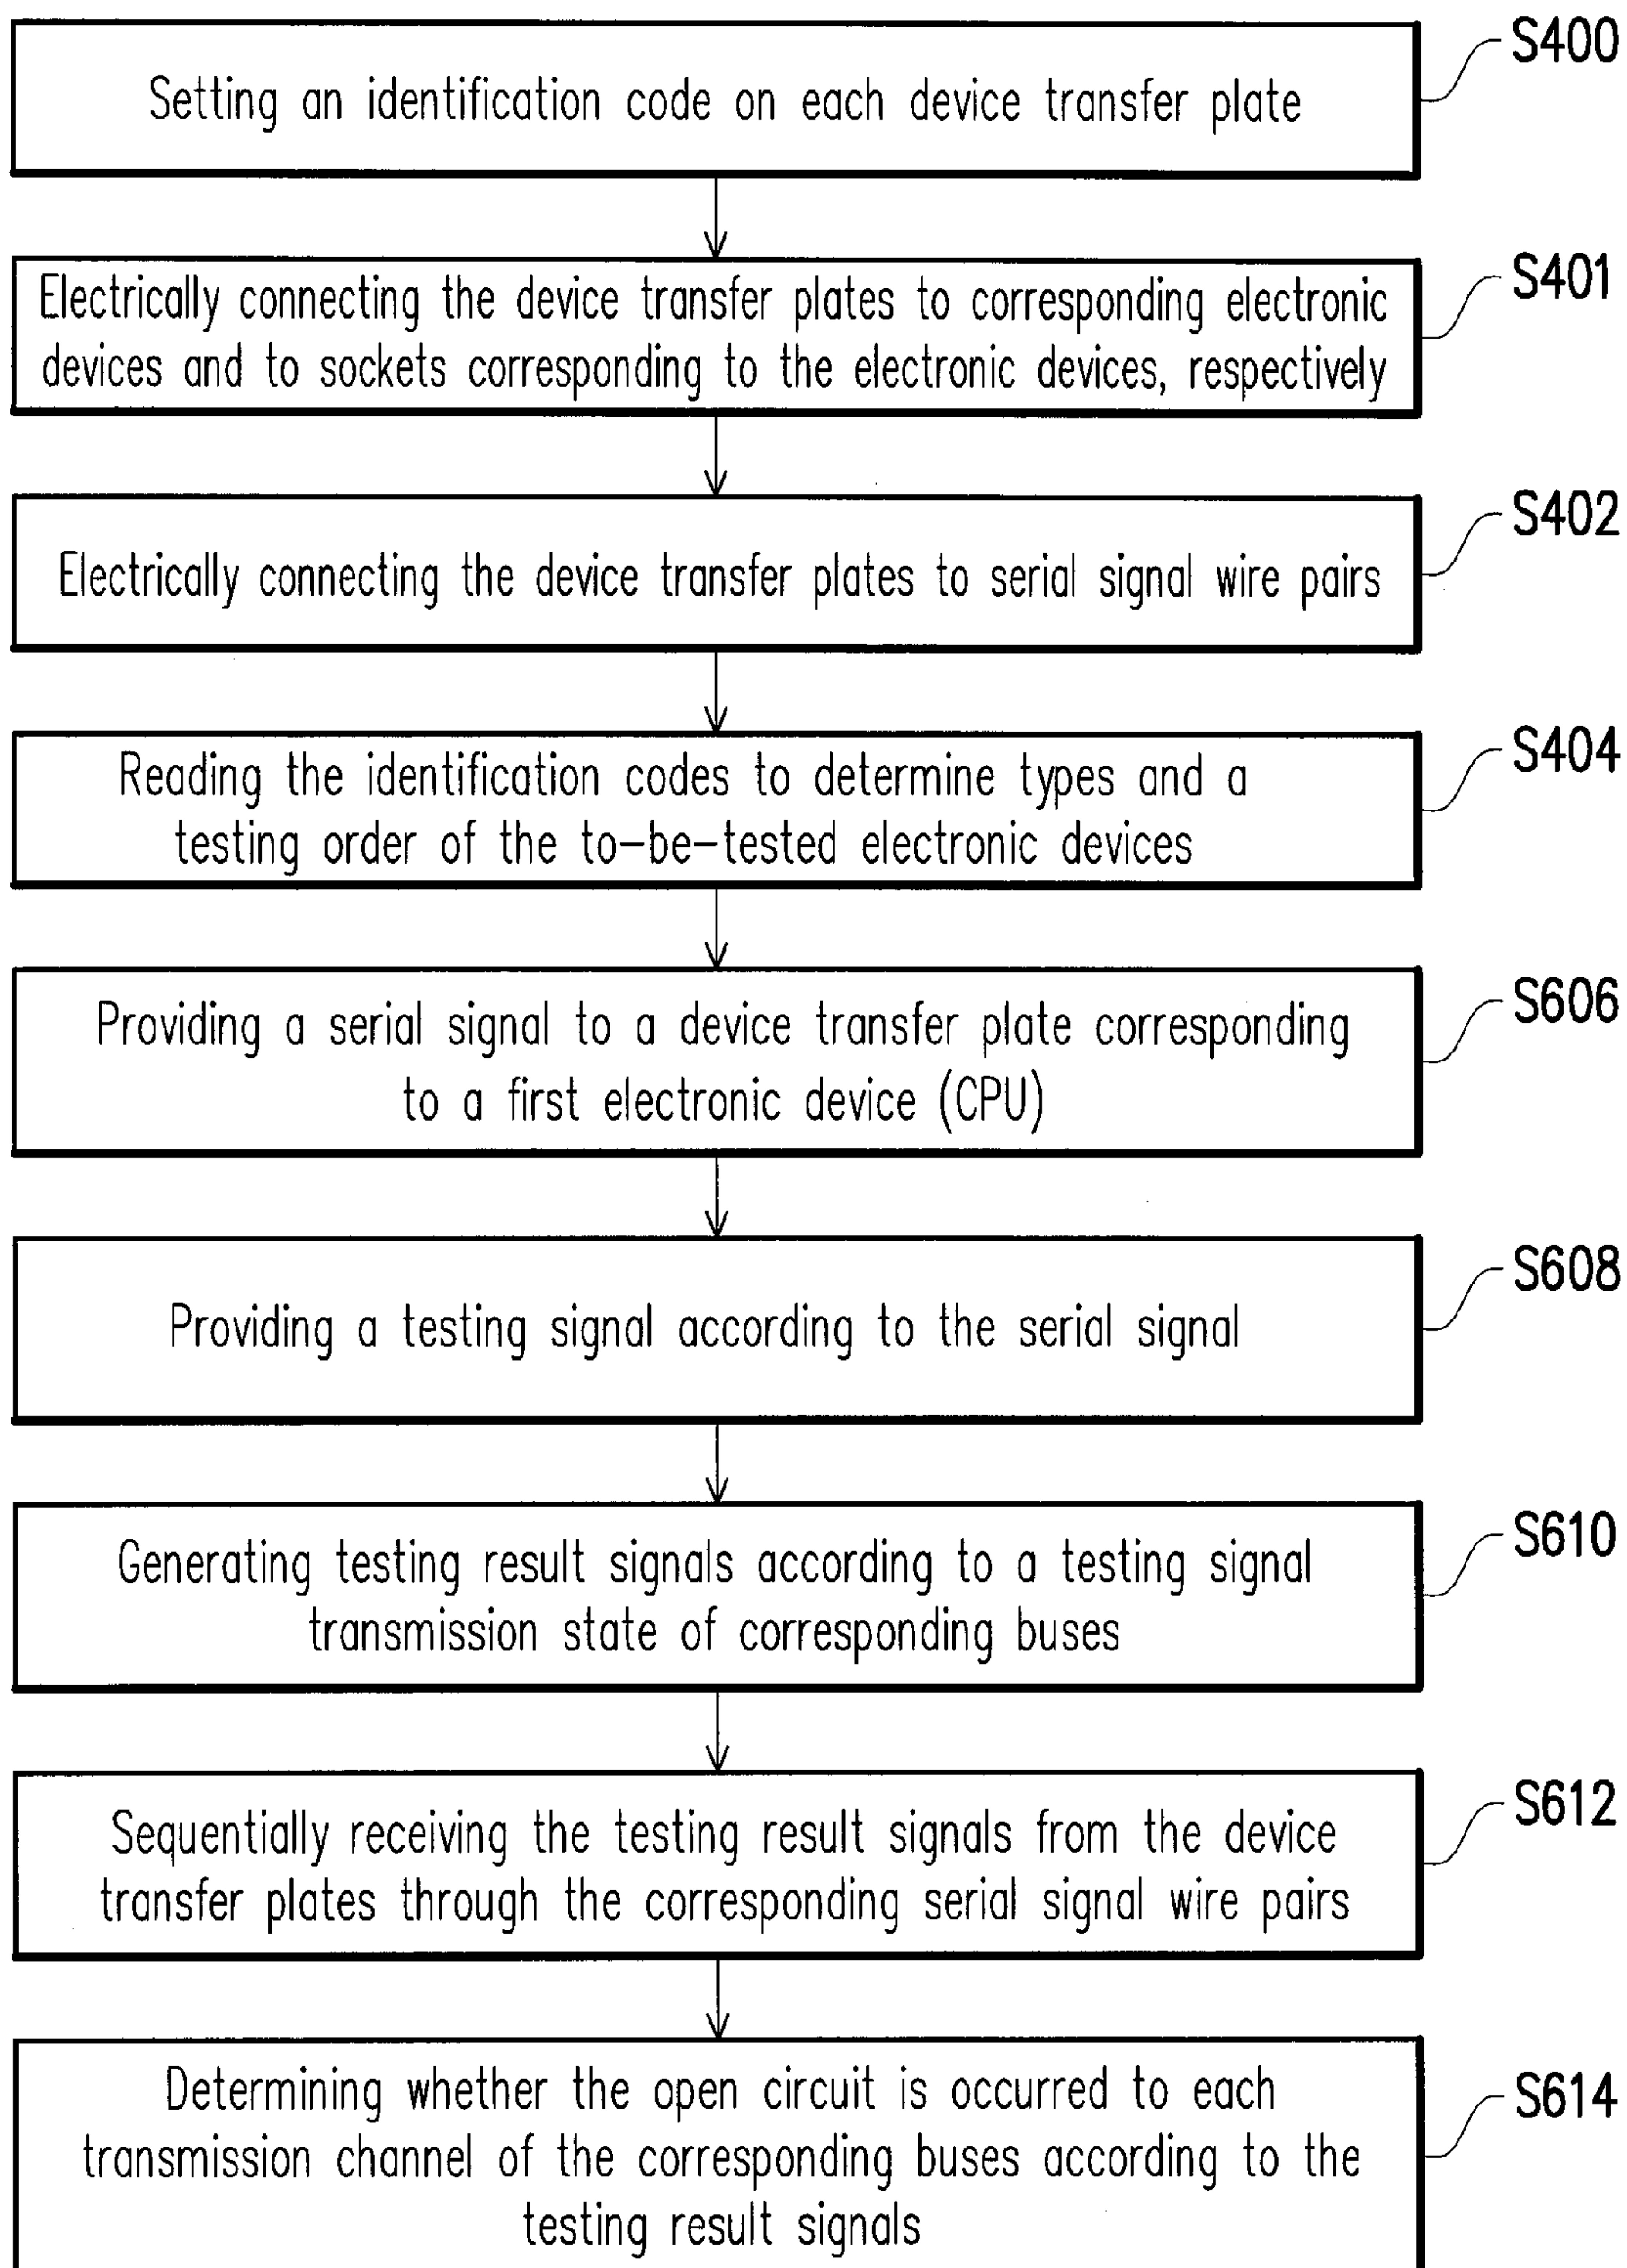 S400
Setting an identification code on each device transfer plate
S401
Electrically connecting the device transfer plates to corresponding electronic
devices and to sockets corresponding to the electronic devices, respectively
S402
Electrically connecting the device transfer plates to serial signal wire pairs
S404
Reading the identification codes to determine types and a
testing order of the to-be-tested electronic devices
S606
Providing a serial signal to a device transfer plate corresponding
to a first electronic device (CPU)
S608
Providing a testing signal according to the serial signal
S610
Generating testing result signals according to a testing signal
transmission state of corresponding buses
S612
Sequentially receiving the testing result signals from the device
transfer plates through the corresponding serial signal wire pairs
S614
Determining whether the open circuit is occurred to each
transmission channel of the corresponding buses according to the
testing result signals